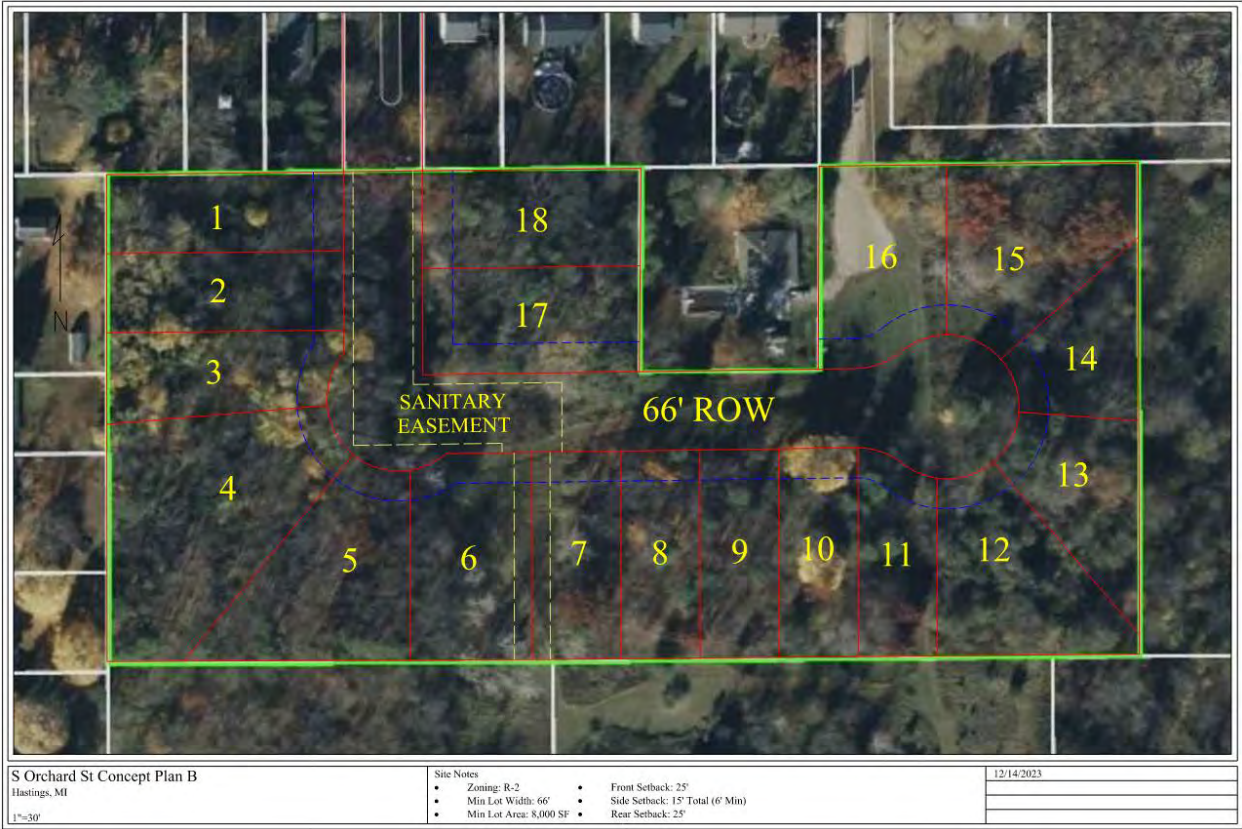 1
18
2
17
16
15
3
14
SANITARY
EASEMENT
66' ROW
N
4
13
5
6
7
8
9
10
11
12
S Orchard St Concept Plan B
Hastings, MI
1"=30'
Site Notes
• Zoning: R-2
• Min Lot Width: 66'
• Min Lot Area: 8,000 SF
• Front Setback: 25'
• Side Setback: 15' Total (6' Min)
• Rear Setback: 25'
12/14/2023